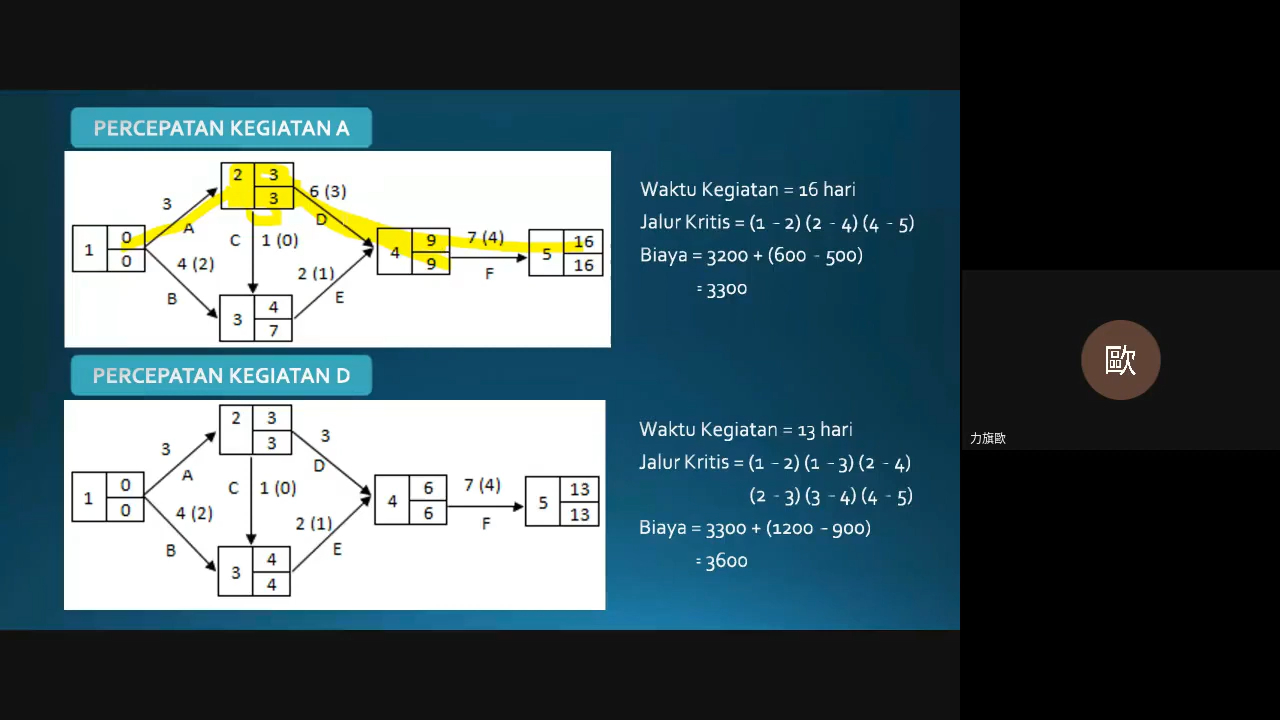 PERCEPATAN KEGIATAN A
2 3
3
3
6 (3)
A
D
1 0
0
C 1 (0)
4 9
9
7 (4)
F
5 16
16
4 (2)
B
2 (1)
E
3 4
7
Waktu Kegiatan = 16 hari
Jalur Kritis = (1 - 2) (2 - 4) (4 - 5)
Biaya = 3200 + (600 - 500)
= 3300
PERCEPATAN KEGIATAN D
2 3
3
3
3
A
D
1 0
0
C 1 (0)
4 6
6
7 (4)
F
5 13
13
4 (2)
B
2 (1)
E
3 4
4
Waktu Kegiatan = 13 hari
Jalur Kritis = (1 - 2) (1 - 3) (2 - 4)
(2 - 3) (3 - 4) (4 - 5)
Biaya = 3300 + (1200 - 900)
= 3600
歐
力旗歐